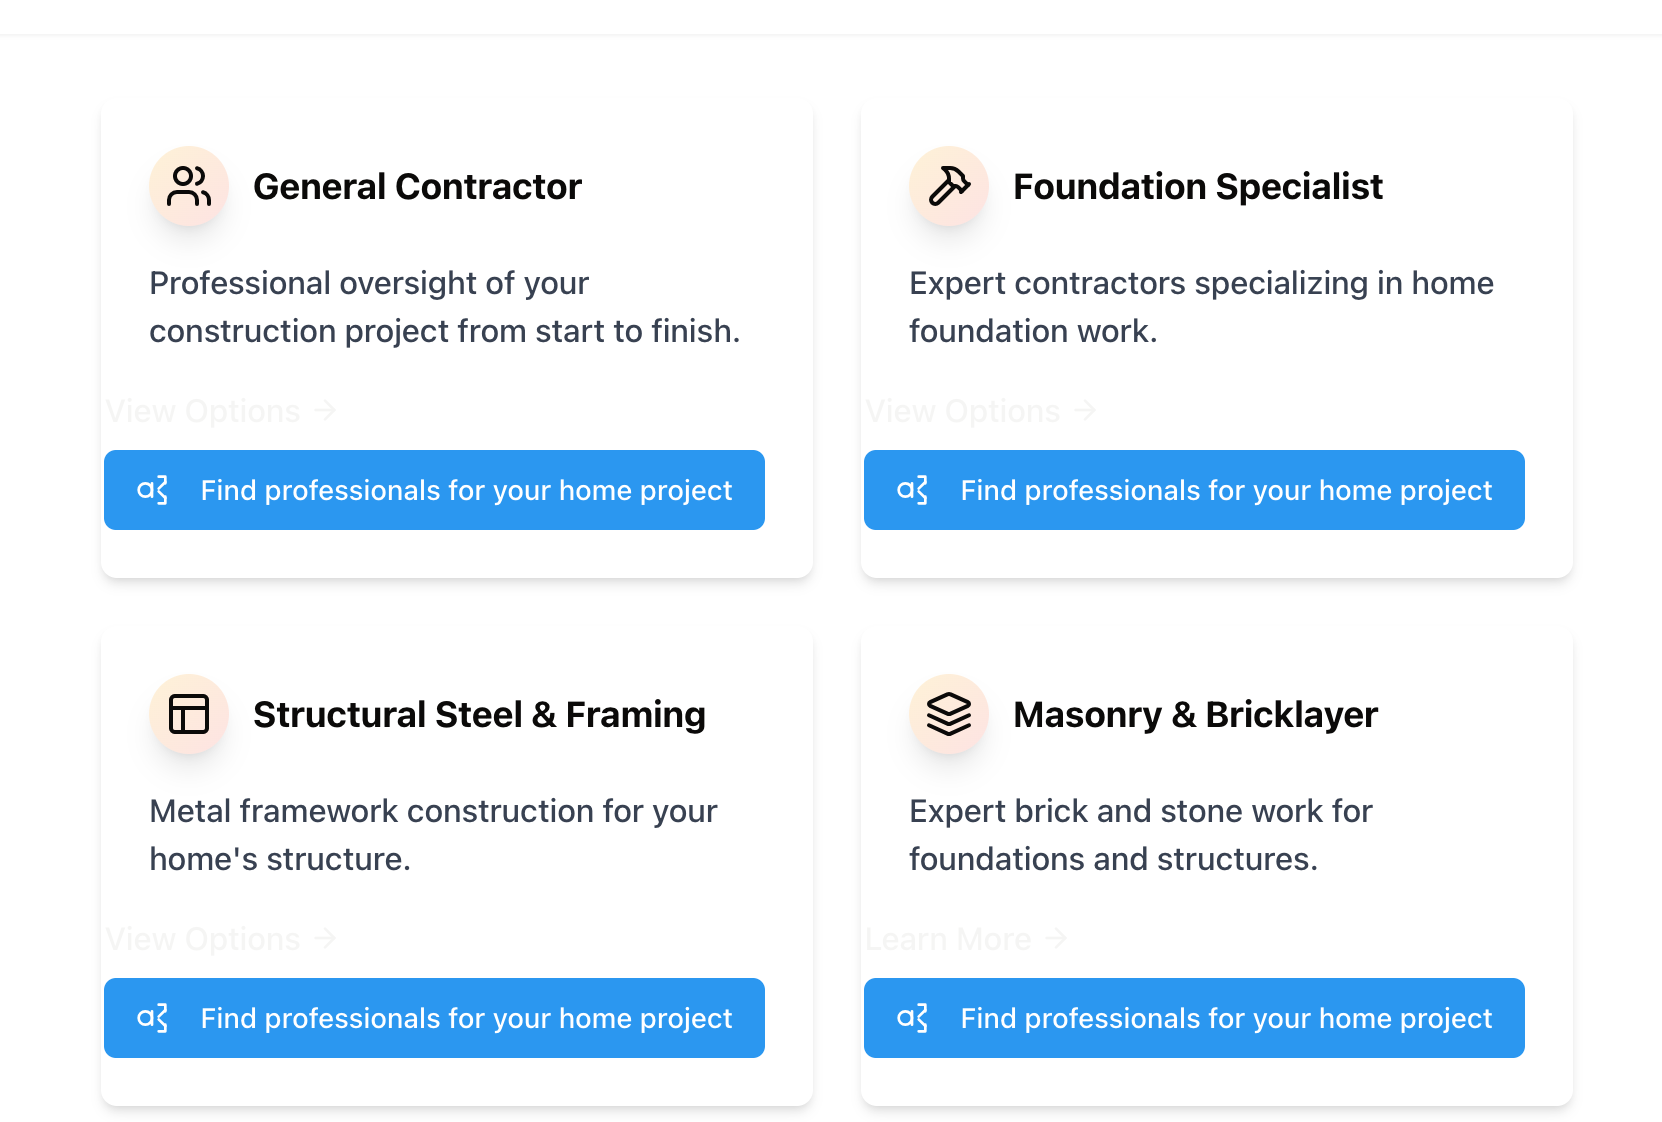 General Contractor
Professional oversight of your
construction project from start to finish.
View Options →
Find professionals for your home project
Foundation Specialist
Expert contractors specializing in home
foundation work.
View Options →
Find professionals for your home project
Structural Steel & Framing
Metal framework construction for your
home's structure.
View Options →
Find professionals for your home project
Masonry & Bricklayer
Expert brick and stone work for
foundations and structures.
Learn More →
Find professionals for your home project